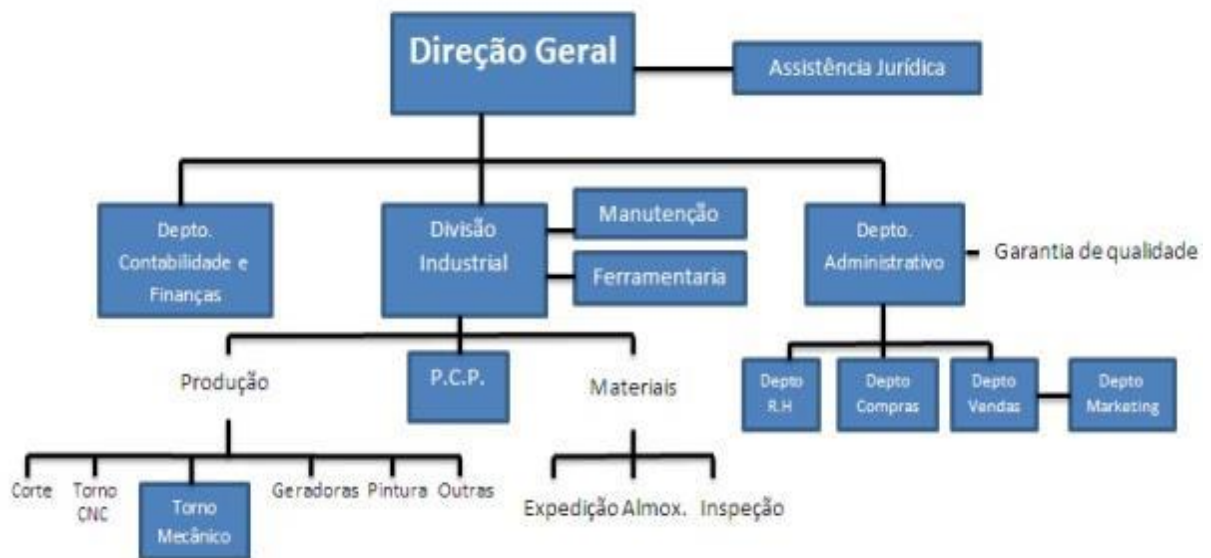 Direção Geral
Assistência Jurídica
Depto.
Contabilidade e
Finanças
Divisão
Industrial
Manutenção
Ferramentaria
Depto.
Administrativo
Garantia de qualidade
Produção
P.C.P.
Materiais
Depto
R.H
Depto
Compras
Depto
Vendas
Depto
Marketing
Corte
Torno
CNC
Torno
Mecânico
Geradoras
Pintura
Outras
Expedição
Almox.
Inspeção